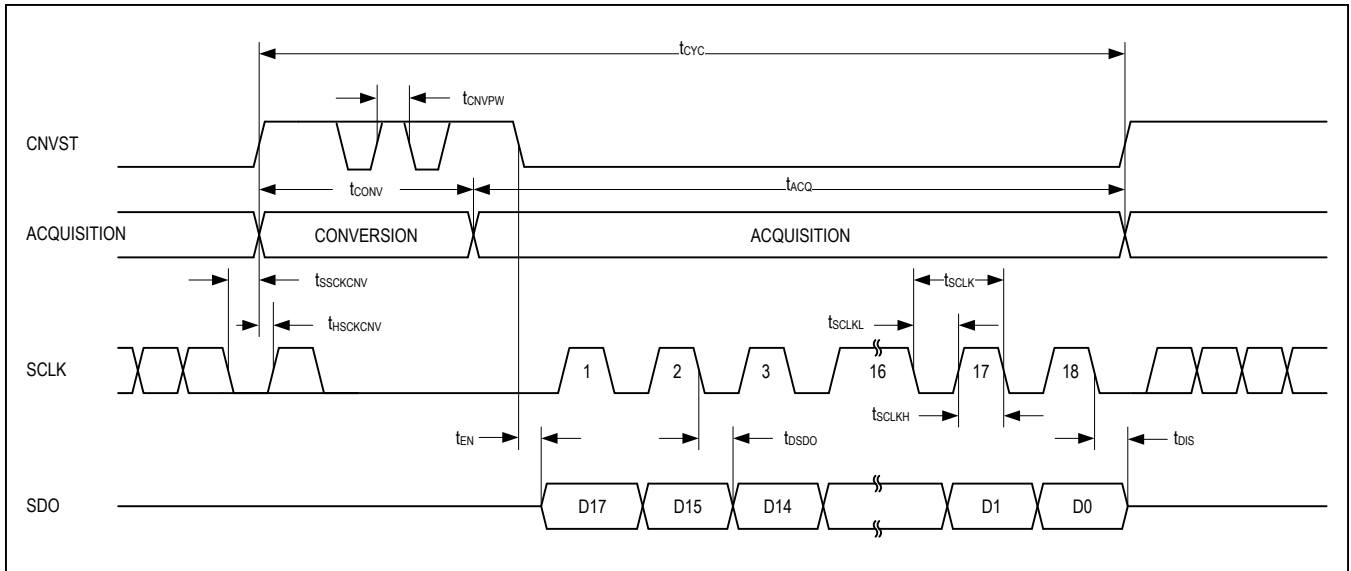 tCYC
tCNVPW
CNVST
tCONV
tACQ
ACQUISITION
CONVERSION
ACQUISITION
tSSCKCNV
tSCLK
tHSCKCNV
tSCLKL
SCLK
1
2
3
16
17
18
tSCLKH
tEN
tDSDO
tDIS
SDO
D17
D15
D14
D1
D0